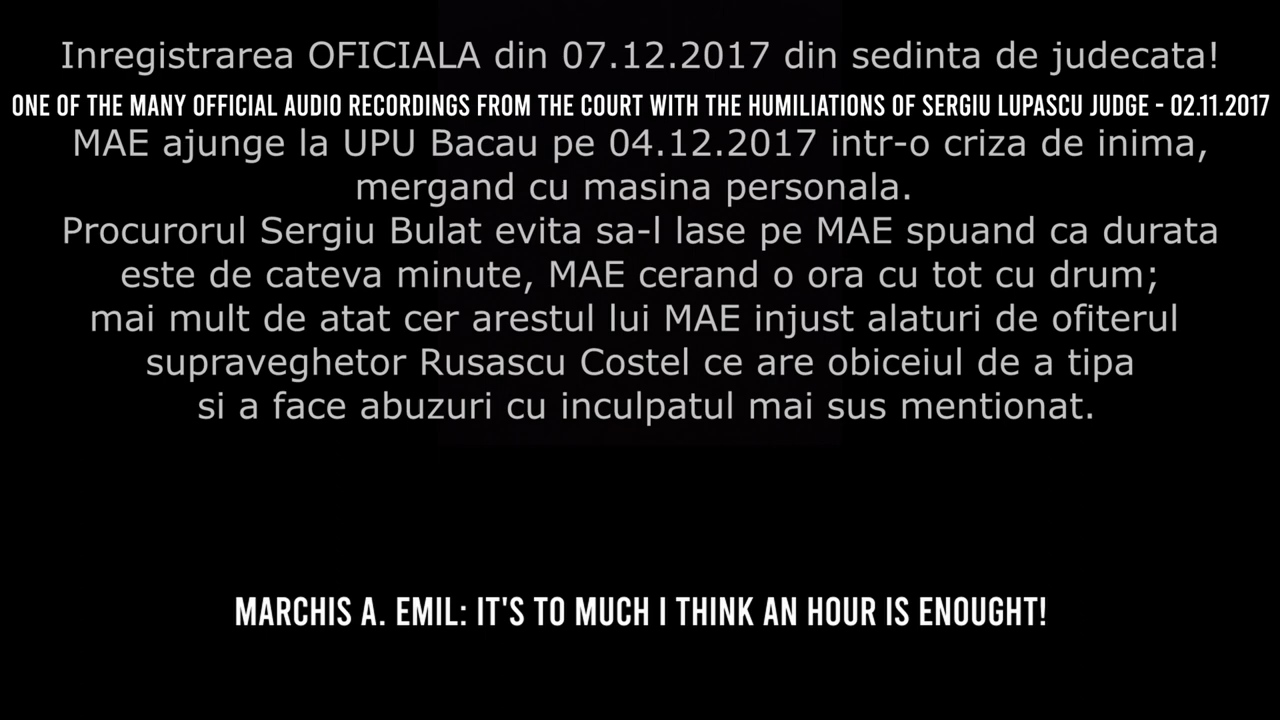 Inregistrarea OFICIALA din 07.12.2017 din sedinta de judecata!
ONE OF THE MANY OFFICIAL AUDIO RECORDINGS FROM THE COURT WITH THE HUMILIATIONS OF SERGIU LUPASCU JUDGE - 02.11.2017
MAE ajunge la UPU Bacau pe 04.12.2017 intr-o criza de inima,
mergand cu masina personala.
Procurorul Sergiu Bulat evita sa-l lase pe MAE spuand ca durata
este de cateva minute, MAE cerand o ora cu tot cu drum;
mai mult de atat cer arestul lui MAE injust alaturi de ofiterul
supraveghetor Rusascu Costel ce are obiceiul de a tipa
si a face abuzuri cu inculpatul mai sus mentionat.
MARCHIS A. EMIL: IT'S TO MUCH I THINK AN HOUR IS ENOUGHT!